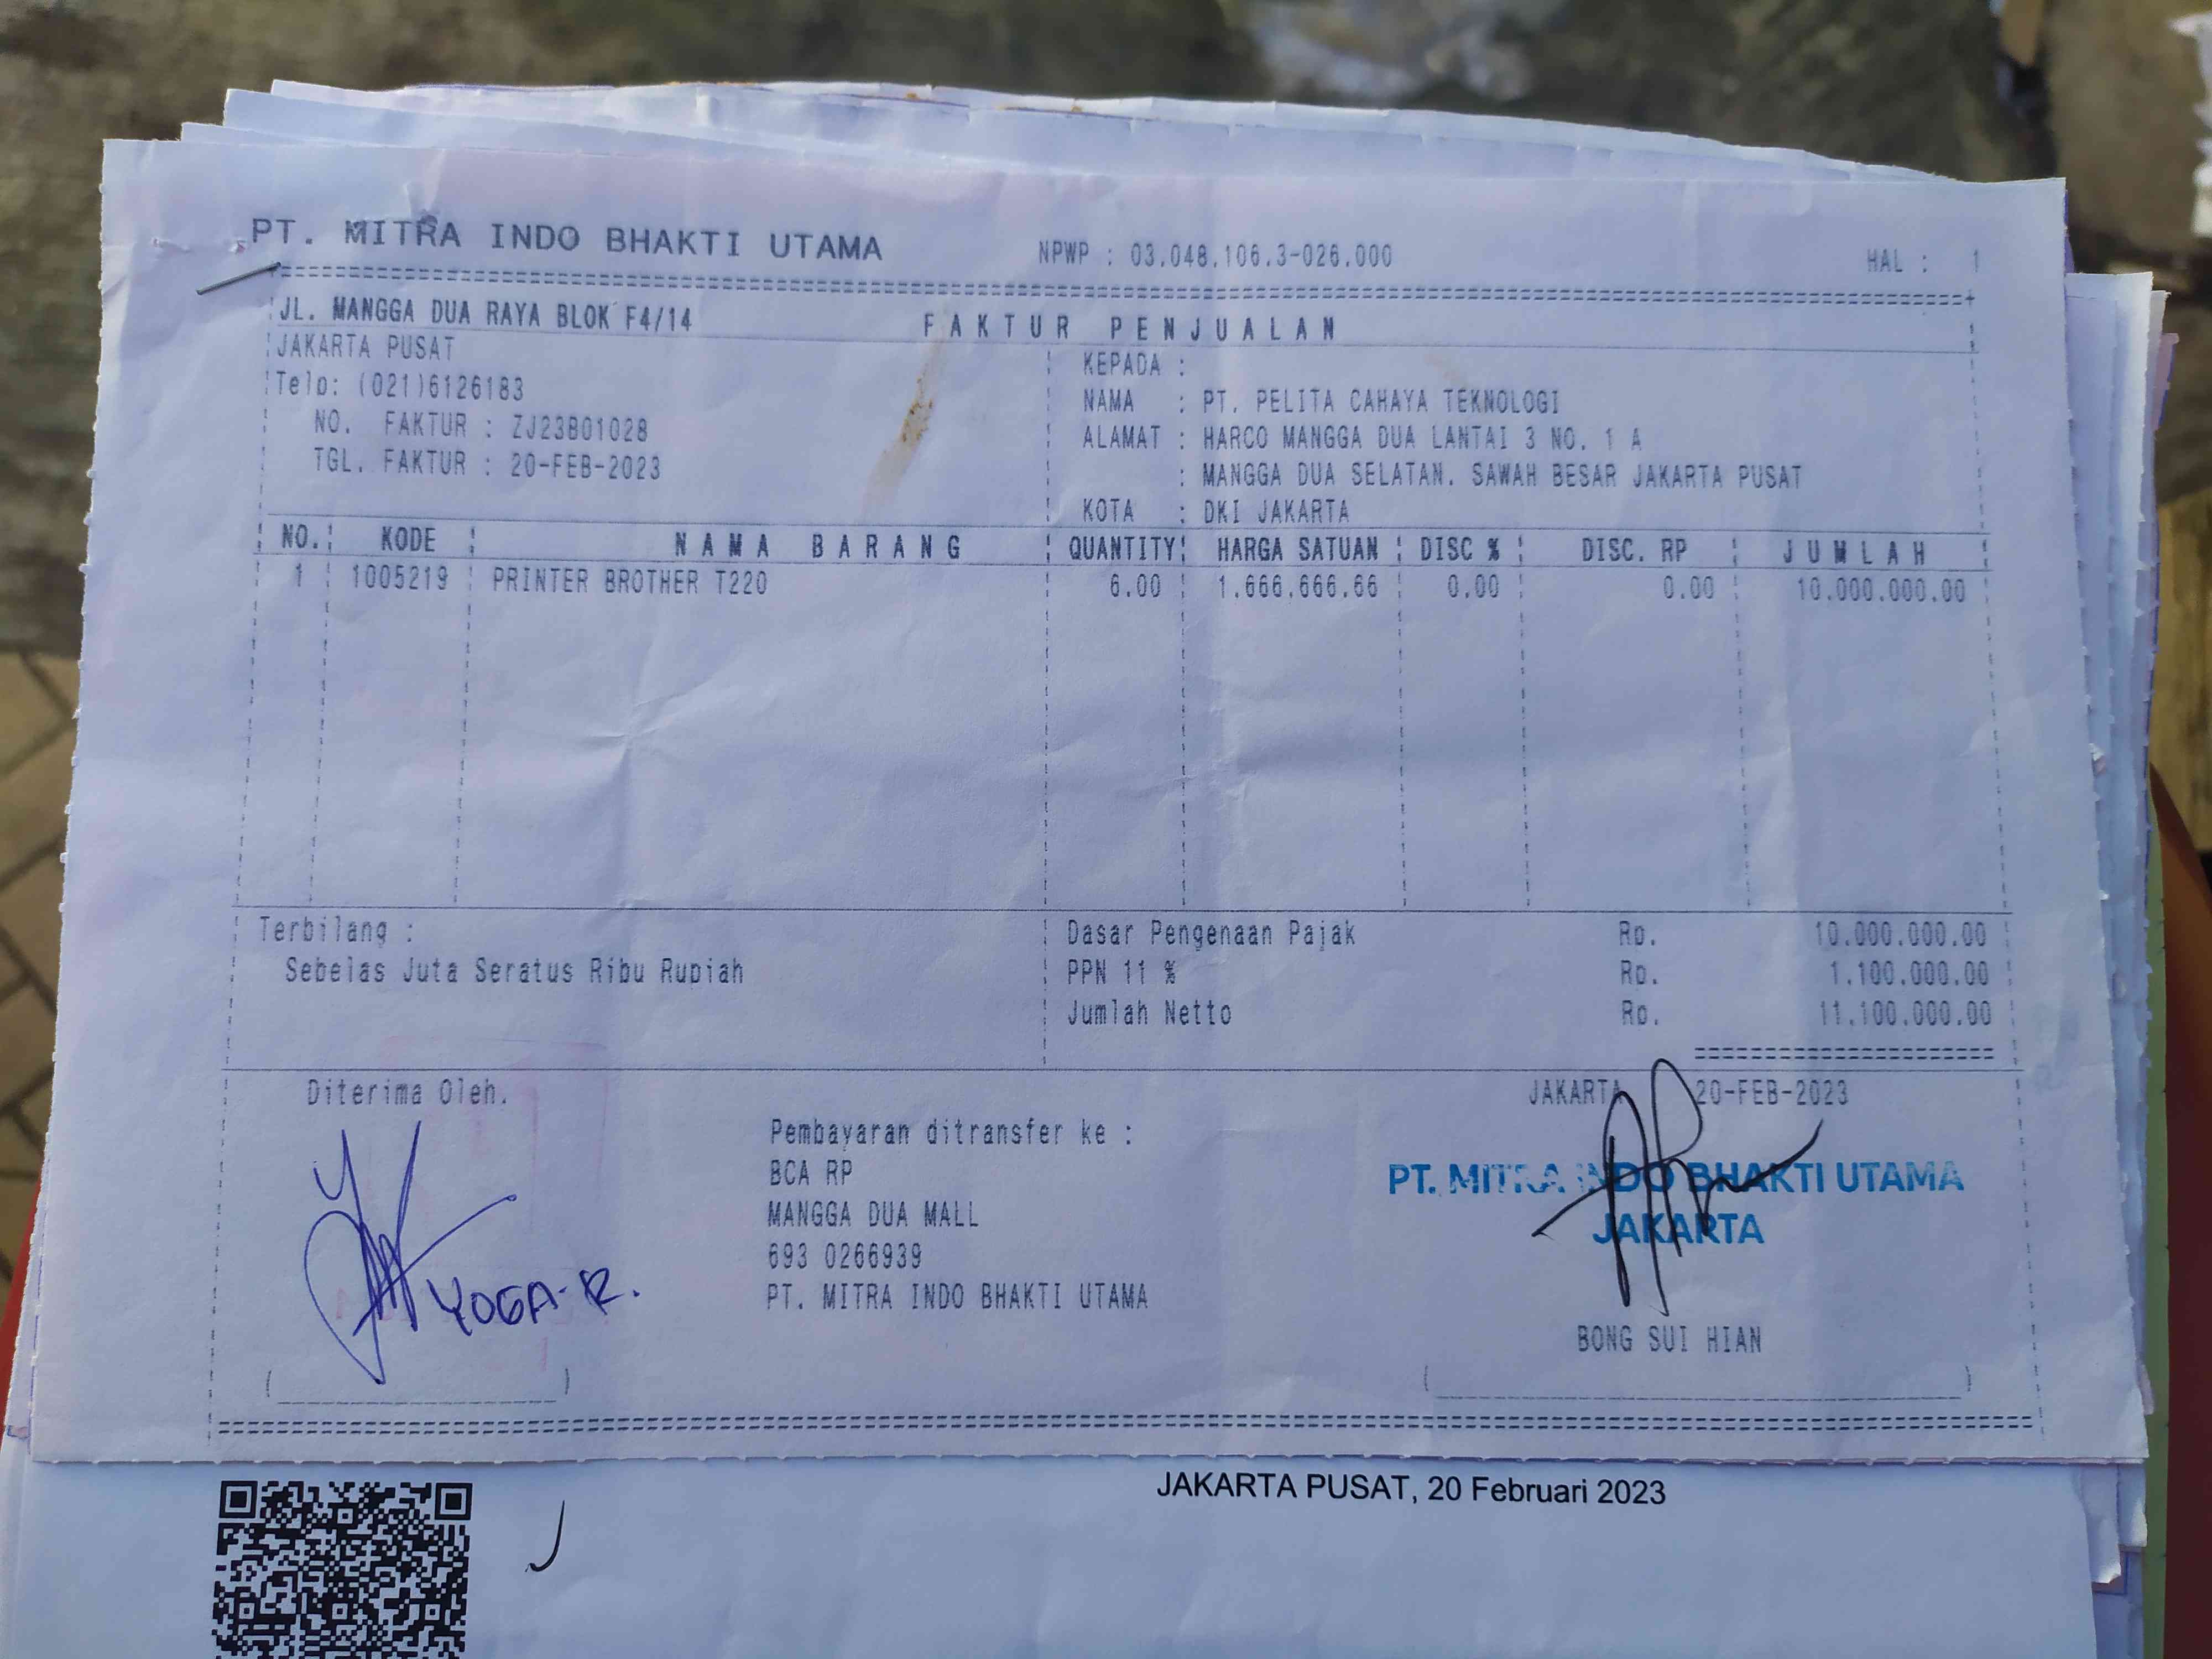 PT. MITRA INDO BHAKTI UTAMA NPWP : 03.048.106.3-026.000 HAL : 1
JL. MANGGA DUA RAYA BLOK F4/14
JAKARTA PUSAT
Telp: (021)6126183
NO. FAKTUR : ZJ23B01028
TGL. FAKTUR : 20-FEB-2023
FAKTUR PENJUALAN
KEPADA :
NAMA : PT. PELITA CAHAYA TEKNOLOGI
ALAMAT : HARCO MANGGA DUA LANTAI 3 NO. 1 A
: MANGGA DUA SELATAN. SAWAH BESAR JAKARTA PUSAT
KOTA : DKI JAKARTA
NO. KODE NAMA BARANG QUANTITY HARGA SATUAN DISC % DISC. RP JUMLAH
1 1005219 PRINTER BROTHER T220 6.00 1.666.666.66 0.00 0.00 10.000.000.00
Terbilang :
Sebelas Juta Seratus Ribu Rupiah
Dasar Pengenaan Pajak Rp. 10.000.000.00
PPN 11 % Rp. 1.100.000.00
Jumlah Netto Rp. 11.100.000.00
Diterima Oleh.
YOGA-R.
Pembayaran ditransfer ke :
BCA RP
MANGGA DUA MALL
693 0266939
PT. MITRA INDO BHAKTI UTAMA
JAKARTA 20-FEB-2023
PT. MITRA INDO BHAKTI UTAMA
JAKARTA
BONG SUI HIAN
JAKARTA PUSAT, 20 Februari 2023